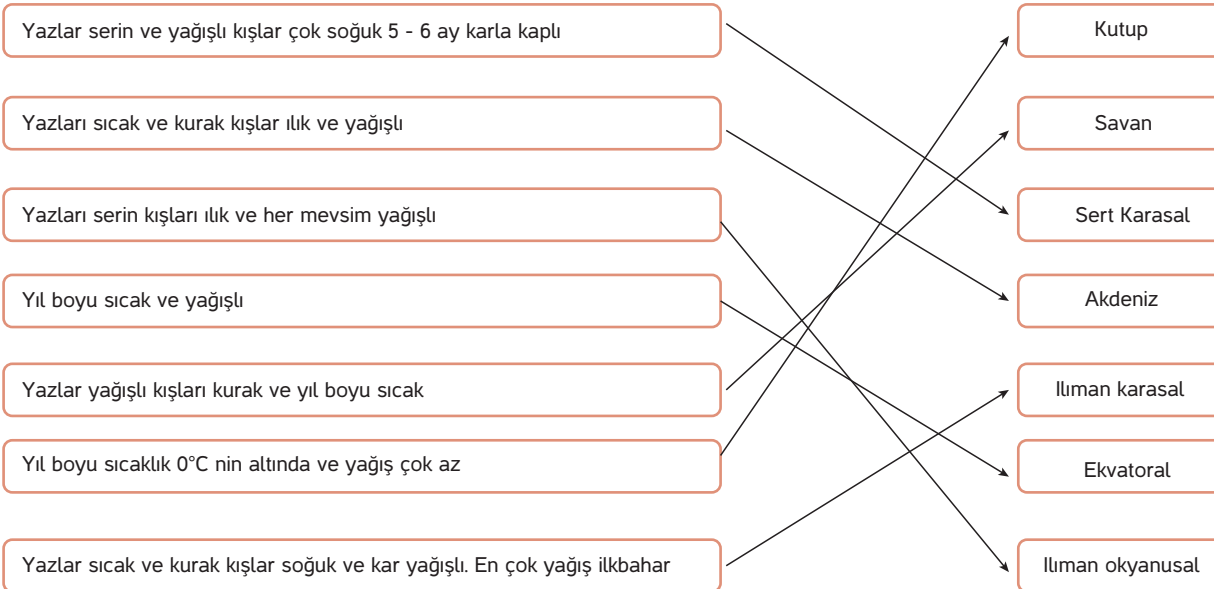 Yazlar serin ve yağışlı kışlar çok soğuk 5 - 6 ay karla kaplı
Kutup
Yazları sıcak ve kurak kışlar ılık ve yağışlı
Savan
Yazları serin kışları ılık ve her mevsim yağışlı
Sert Karasal
Yıl boyu sıcak ve yağışlı
Akdeniz
Yazlar yağışlı kışları kurak ve yıl boyu sıcak
Ilıman karasal
Yıl boyu sıcaklık 0°C nin altında ve yağış çok az
Ekvatoral
Yazlar sıcak ve kurak kışlar soğuk ve kar yağışlı. En çok yağış ilkbahar
Ilıman okyanusal